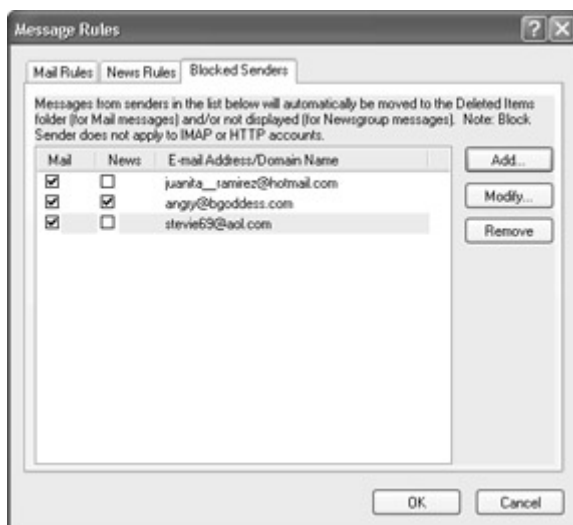 Message Rules
Mail Rules News Rules Blocked Senders
Messages from senders in the list below will automatically be moved to the Deleted Items
folder (for Mail messages) and/or not displayed (for Newsgroup messages). Note: Block
Sender does not apply to IMAP or HTTP accounts.
Mail News E-mail Address/Domain Name
juanita__ramirez@hotmail.com
angry@bgoddess.com
stevie69@aol.com
Add...
Modify...
Remove
OK Cancel